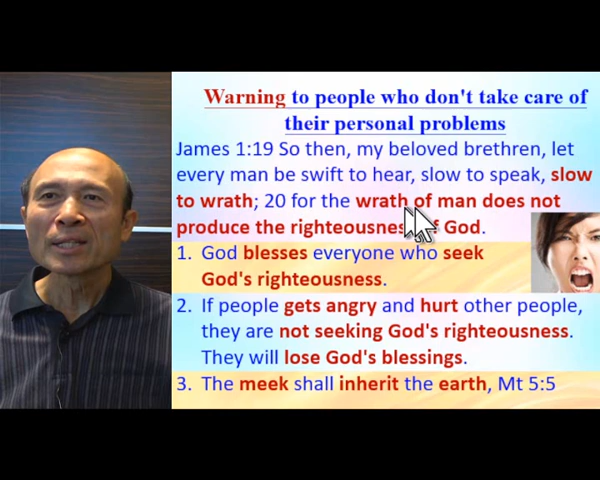 Warning to people who don't take care of
their personal problems
James 1:19 So then, my beloved brethren, let
every man be swift to hear, slow to speak, slow
to wrath; 20 for the wrath of man does not
produce the righteousness of God.
1. God blesses everyone who seek
God's righteousness.
2. If people gets angry and hurt other people,
they are not seeking God's righteousness.
They will lose God's blessings.
3. The meek shall inherit the earth, Mt 5:5